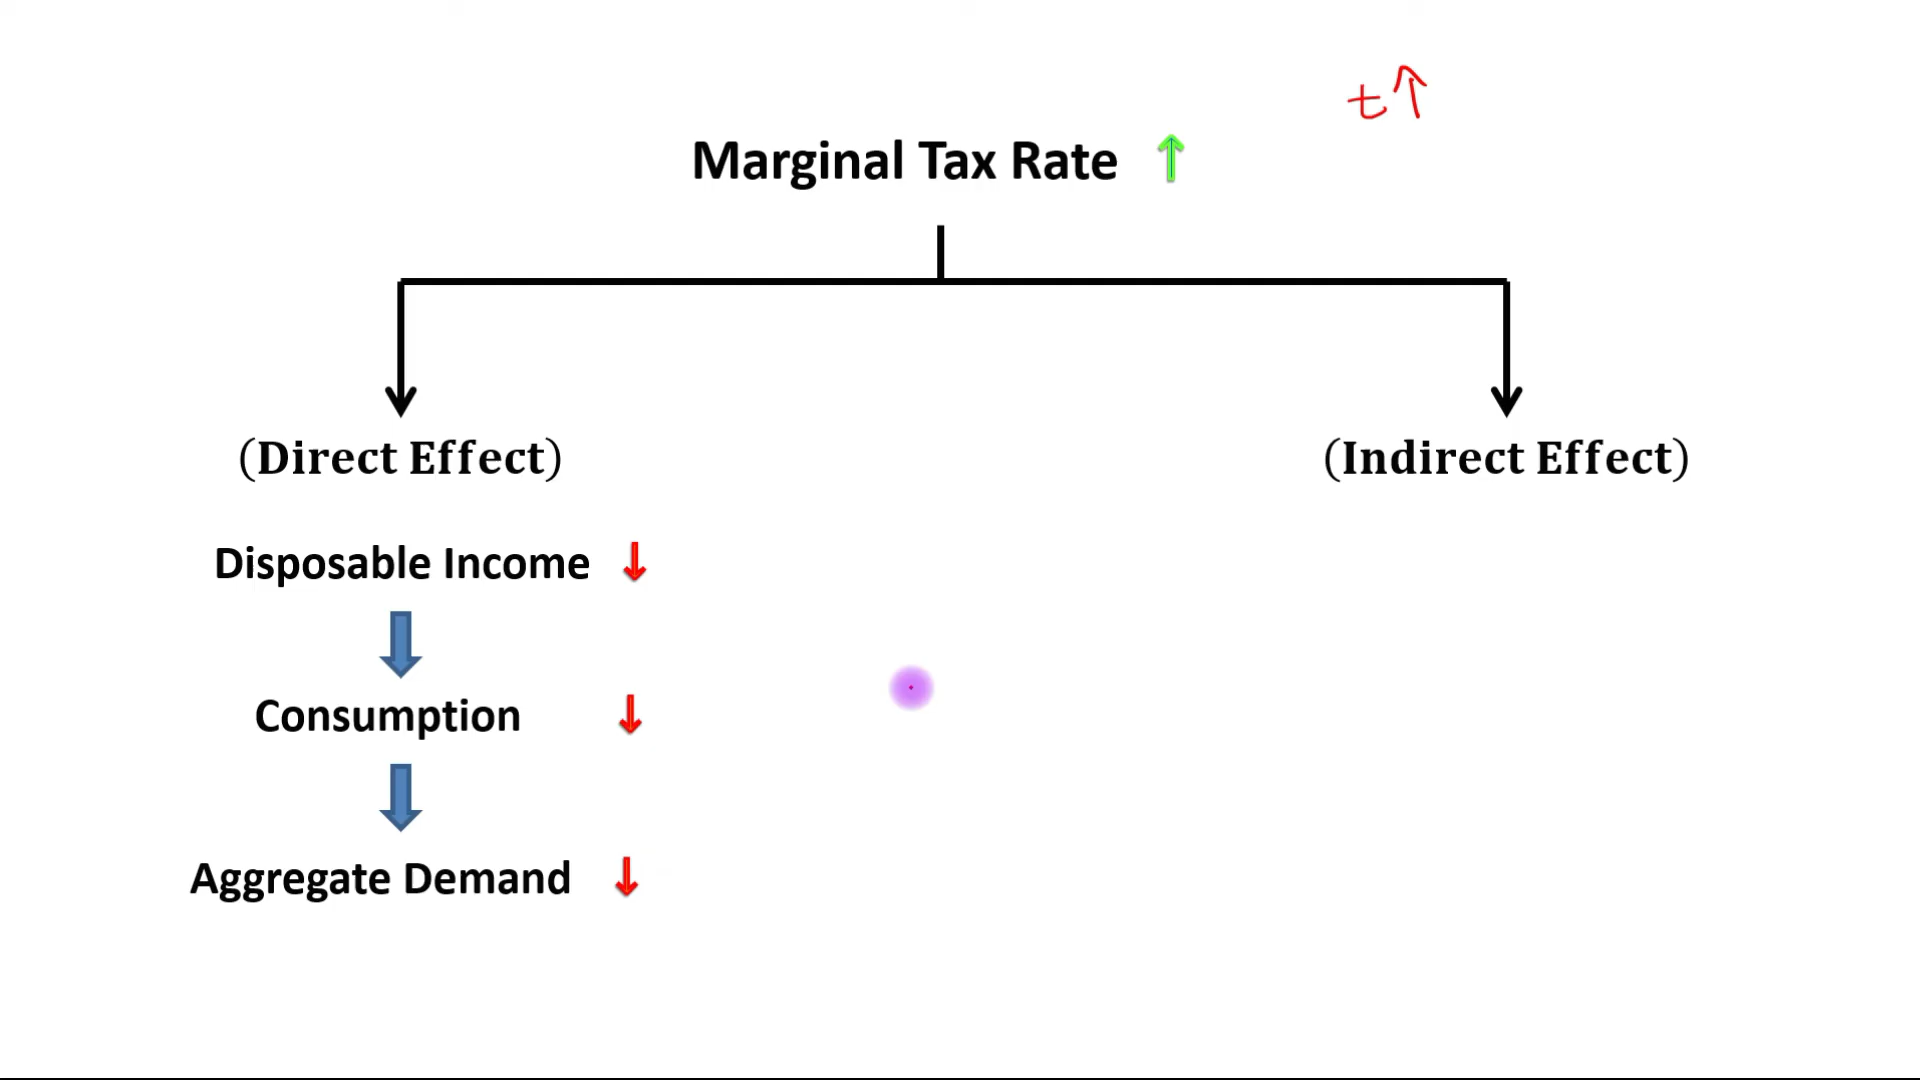 t↑
Marginal Tax Rate ↑
(Direct Effect)
(Indirect Effect)
Disposable Income ↓
Consumption ↓
Aggregate Demand ↓